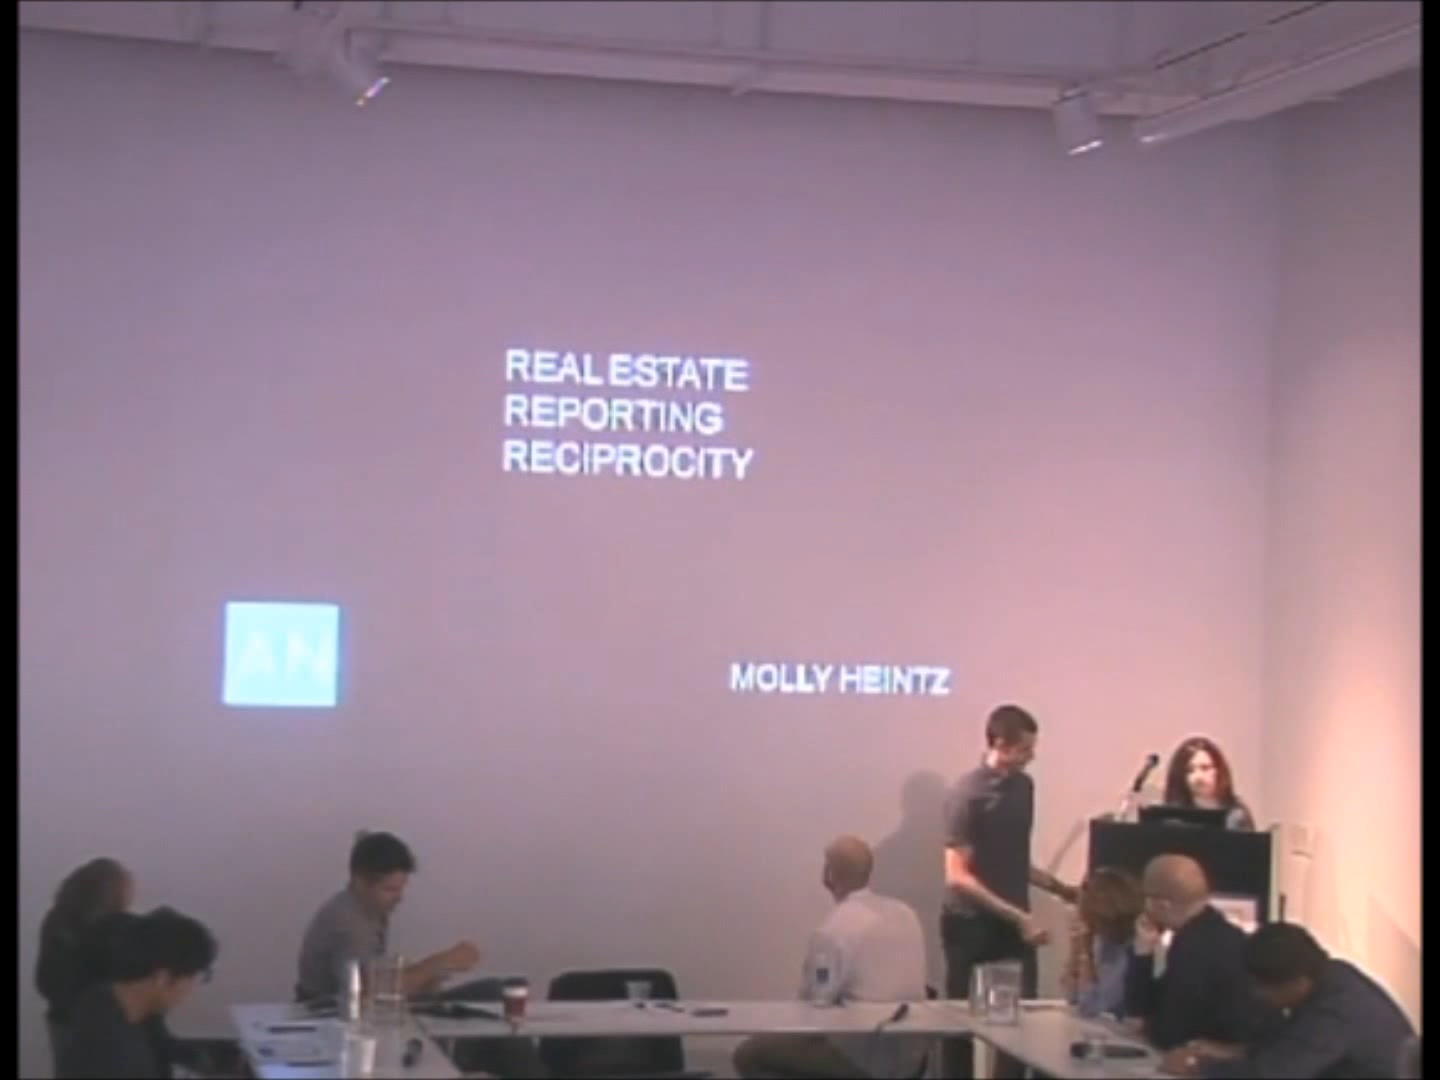 REAL ESTATE
REPORTING
RECIPROCITY
AN
MOLLY HEINTZ